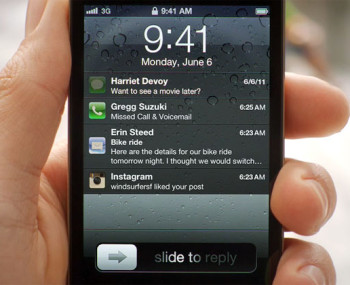 3G 9:41 AM
9:41
Monday, June 6
Harriet Devoy 6/6/11
Want to see a movie later?
Gregg Suzuki 6:25 AM
Missed Call & Voicemail
Erin Steed 6:23 AM
Bike ride
Here are the details for our bike ride
tomorrow night. I thought we would switch...
Instagram 6:23 AM
windsurfersf liked your post
slide to reply